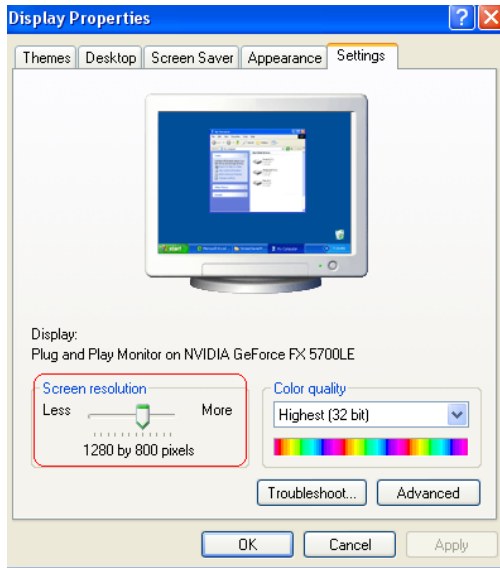 Display Properties
Themes Desktop Screen Saver Appearance Settings
start
Display:
Plug and Play Monitor on NVIDIA GeForce FX 5700LE
Screen resolution
Less More
1280 by 800 pixels
Color quality
Highest (32 bit)
Troubleshoot... Advanced
OK Cancel Apply